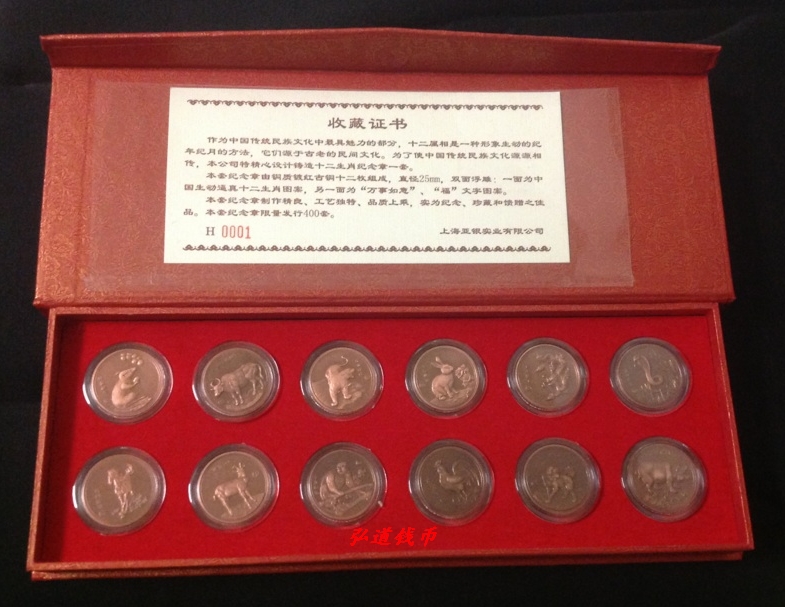 收藏证书
作为中国传统民族文化中最具魅力的部分，十二属相是一种形象生动的纪
年纪月的方法，它们源于古老的民间文化。为了使中国传统民族文化源源相
传，本公司特精心设计铸造十二生肖纪念章一套。
本套纪念章由铜质镀红古铜十二枚组成，直径25mm，双面浮雕：一面为中
国生动逼真十二生肖图案，另一面为“万事如意”、“福”文字图案。
本套纪念章制作精良、工艺独特、品质上乘，实为纪念、珍藏和馈赠之佳
品。本套纪念章限量发行400套。
H 0001 上海亚银实业有限公司
弘道钱币